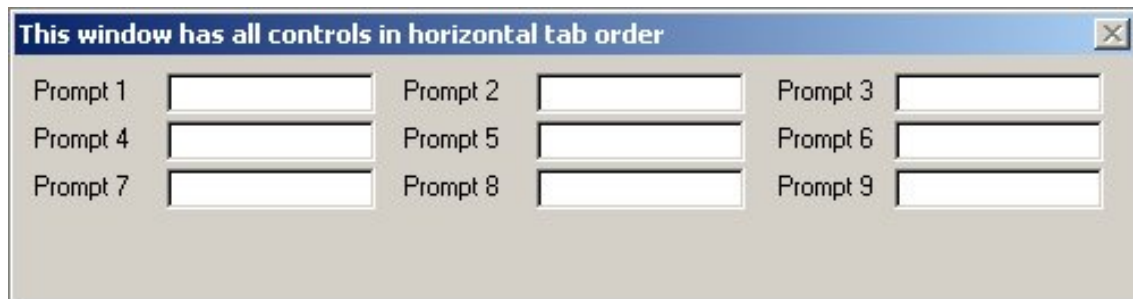 This window has all controls in horizontal tab order
Prompt 1 Prompt 2 Prompt 3
Prompt 4 Prompt 5 Prompt 6
Prompt 7 Prompt 8 Prompt 9